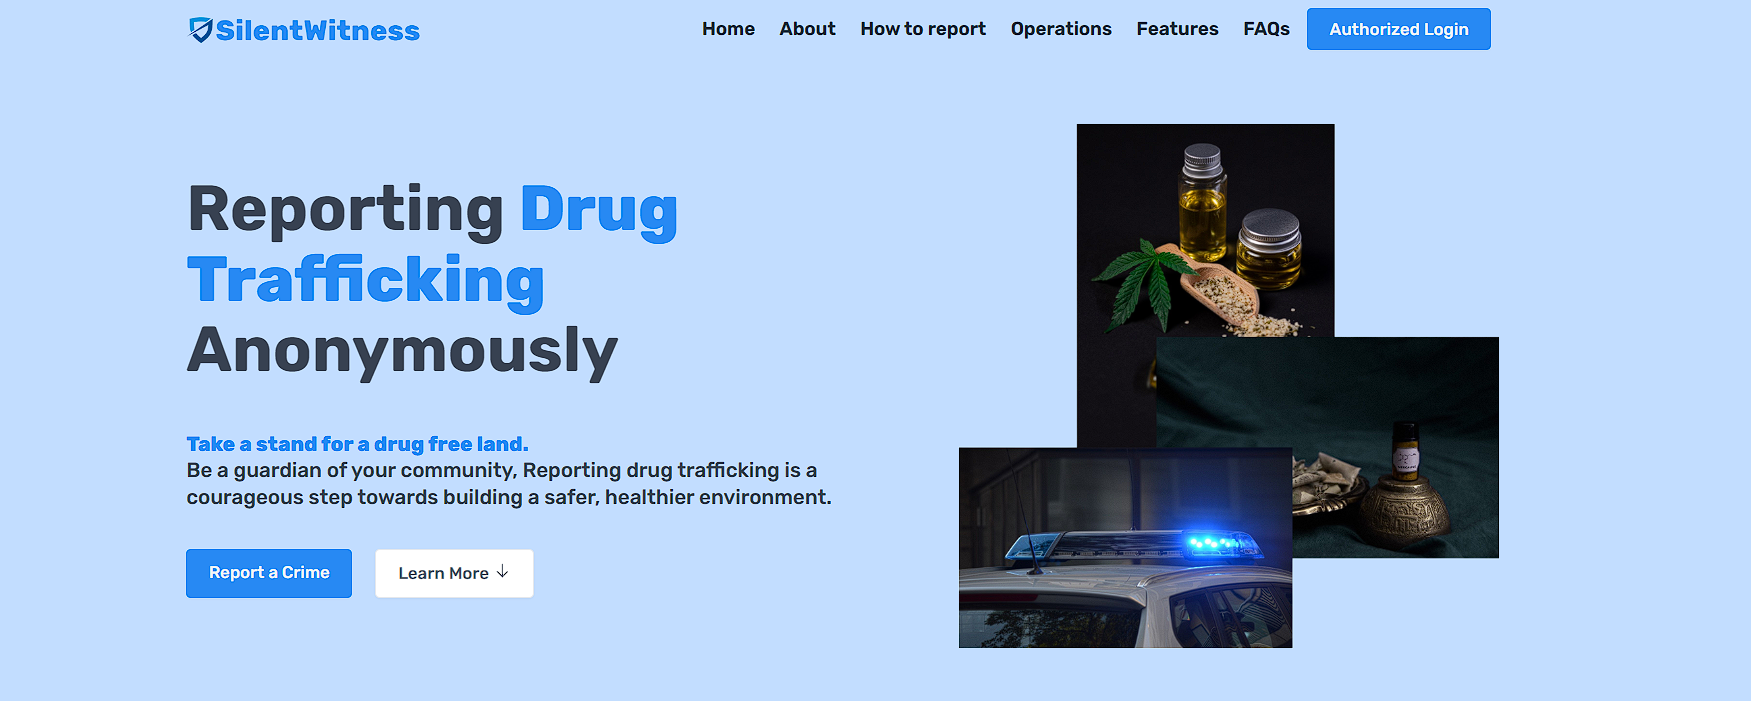 SilentWitness
Home About How to report Operations Features FAQs Authorized Login
Reporting Drug
Trafficking
Anonymously
Take a stand for a drug free land.
Be a guardian of your community, Reporting drug trafficking is a
courageous step towards building a safer, healthier environment.
Report a Crime Learn More ↓